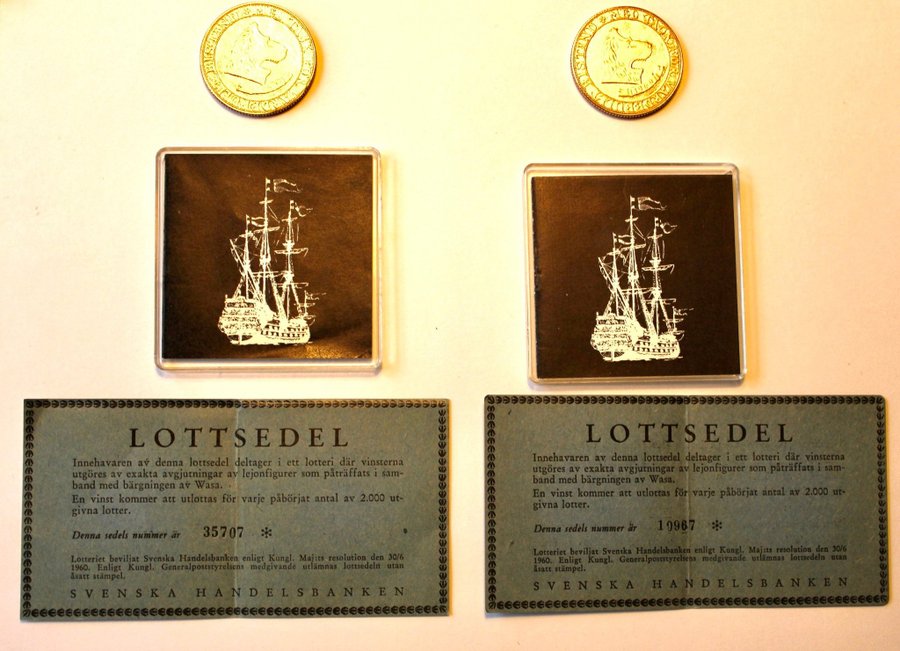 LOTTSEDEL
Innehavaren av denna lottsedel deltager i ett lotteri där vinsterna
utgöres av exakta avgjutningar av lejonfigurer som påträffats i sam-
band med bärgningen av Wasa.
En vinst kommer att utlottas för varje påbörjat antal av 2.000 ut-
givna lotter.
Denna sedels nummer är 35707 *
Lotteriet beviljat Svenska Handelsbanken enligt Kungl. Maj:ts resolution den 30/6
1960. Enligt Kungl. Generalpoststyrelsens medgivande utlämnas lottsedeln utan
åsatt stämpel.
SVENSKA HANDELSBANKEN
LOTTSEDEL
Innehavaren av denna lottsedel deltager i ett lotteri där vinsterna
utgöres av exakta avgjutningar av lejonfigurer som påträffats i sam-
band med bärgningen av Wasa.
En vinst kommer att utlottas för varje påbörjat antal av 2.000 ut-
givna lotter.
Denna sedels nummer är 10967 *
Lotteriet beviljat Svenska Handelsbanken enligt Kungl. Maj:ts resolution den 30/6
1960. Enligt Kungl. Generalpoststyrelsens medgivande utlämnas lottsedeln utan
åsatt stämpel.
SVENSKA HANDELSBANKEN